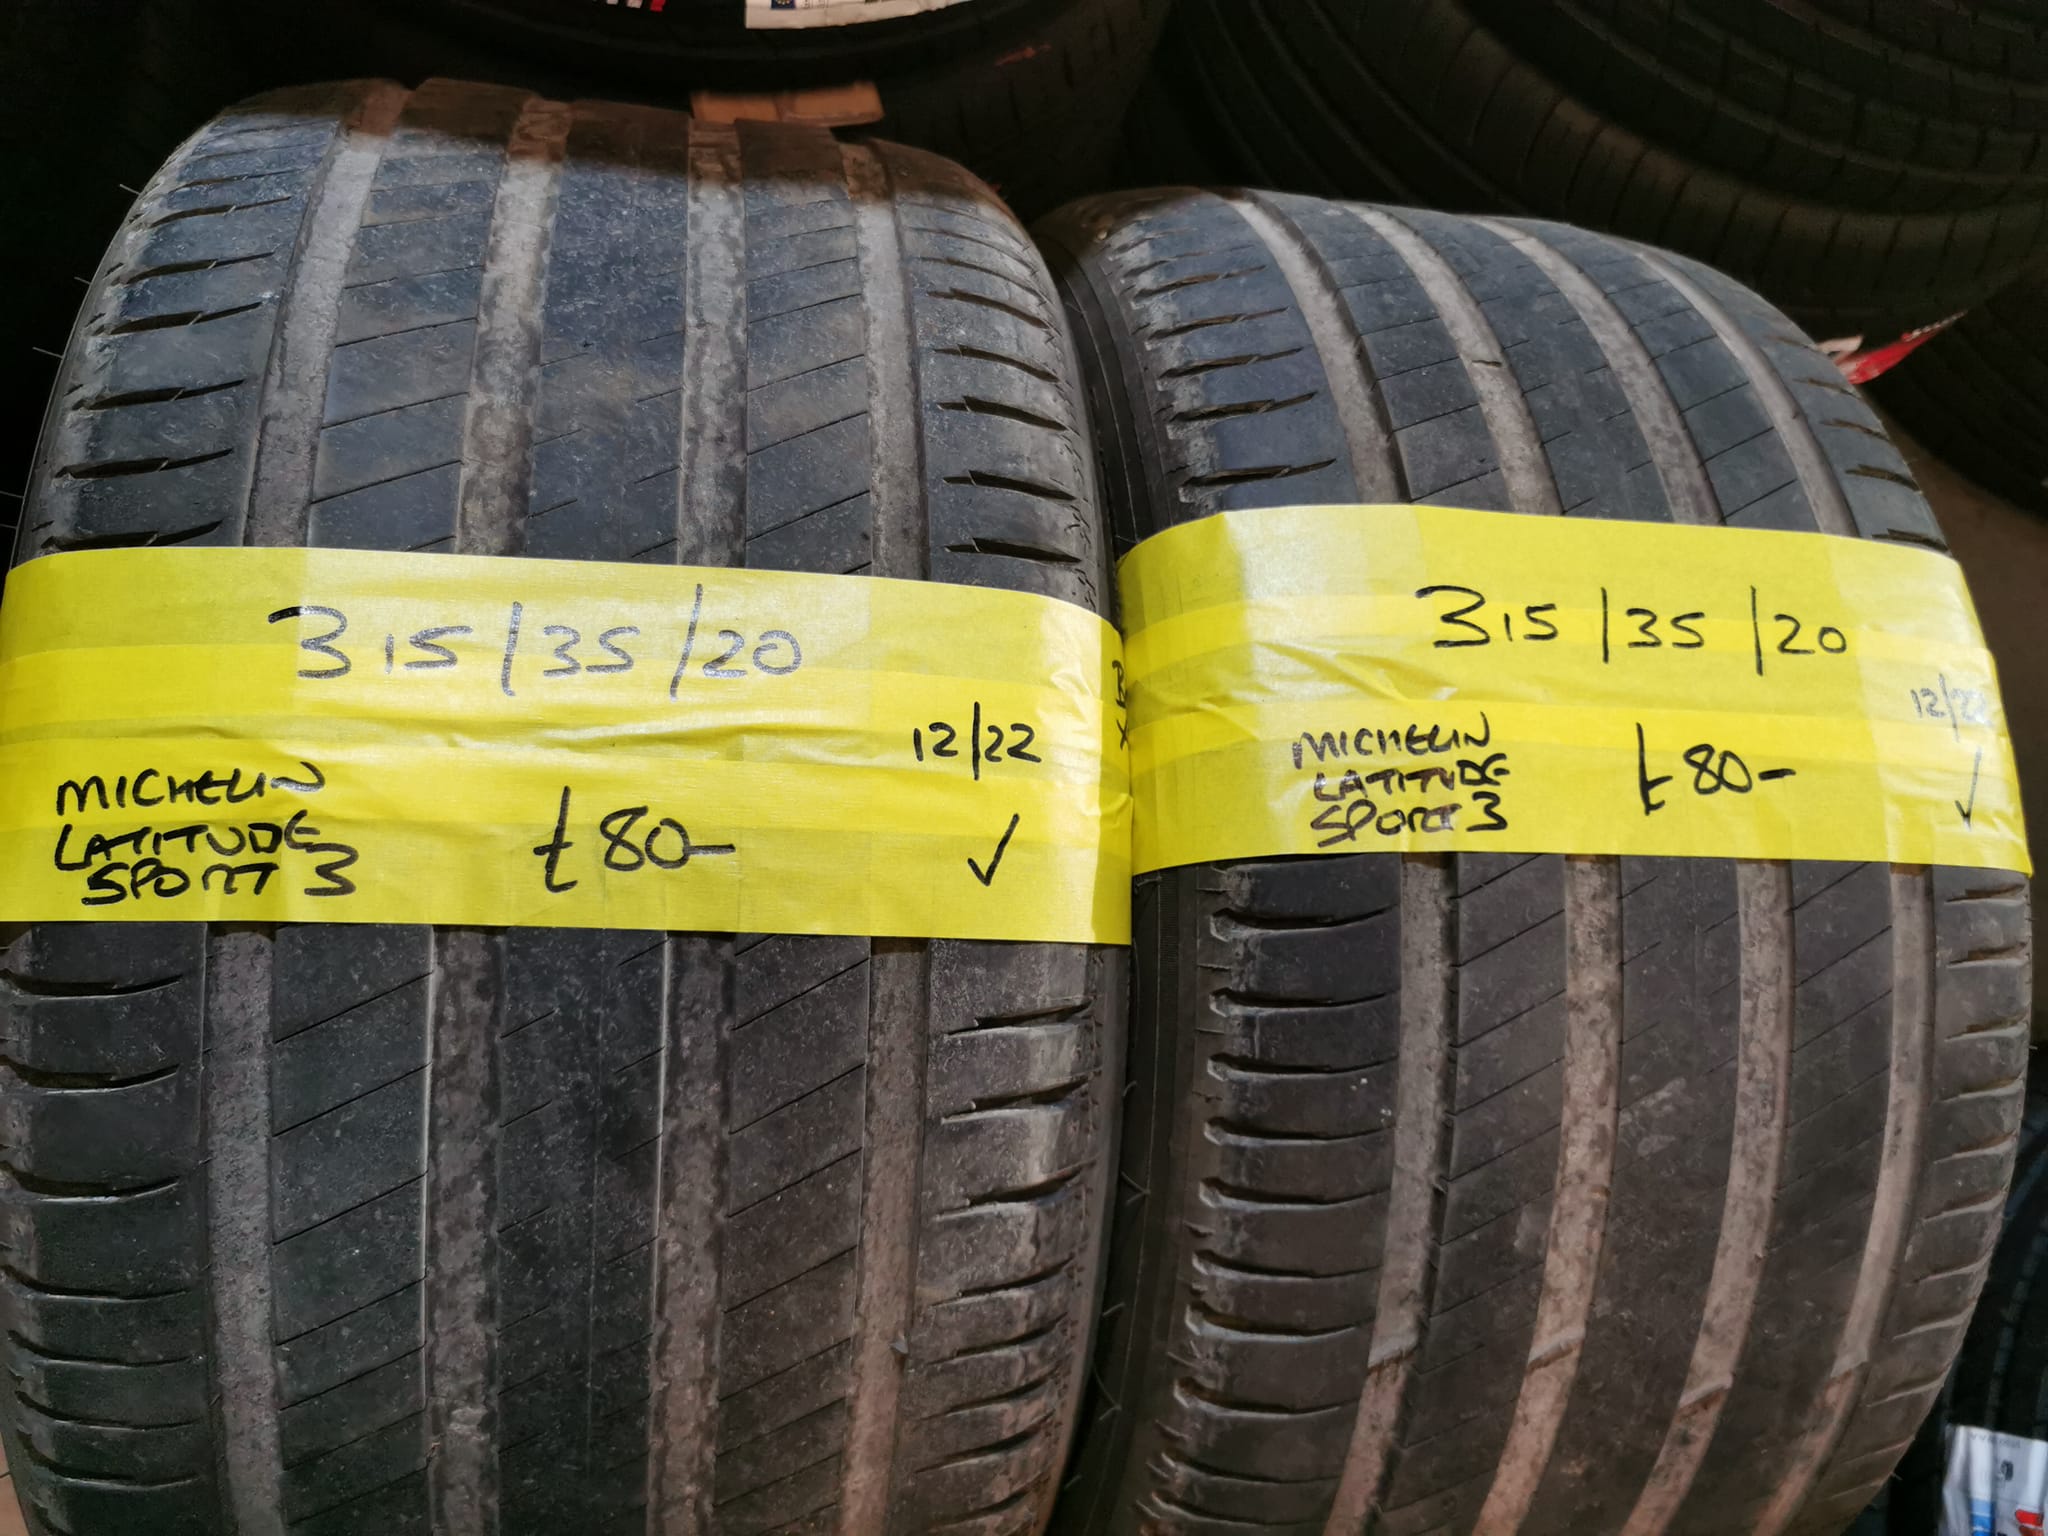 315/35/20
12/22
MICHELIN
LATITUDE
SPORT 3
£80-
✓
315/35/20
12/22
MICHELIN
LATITUDE
SPORT 3
£80-
✓